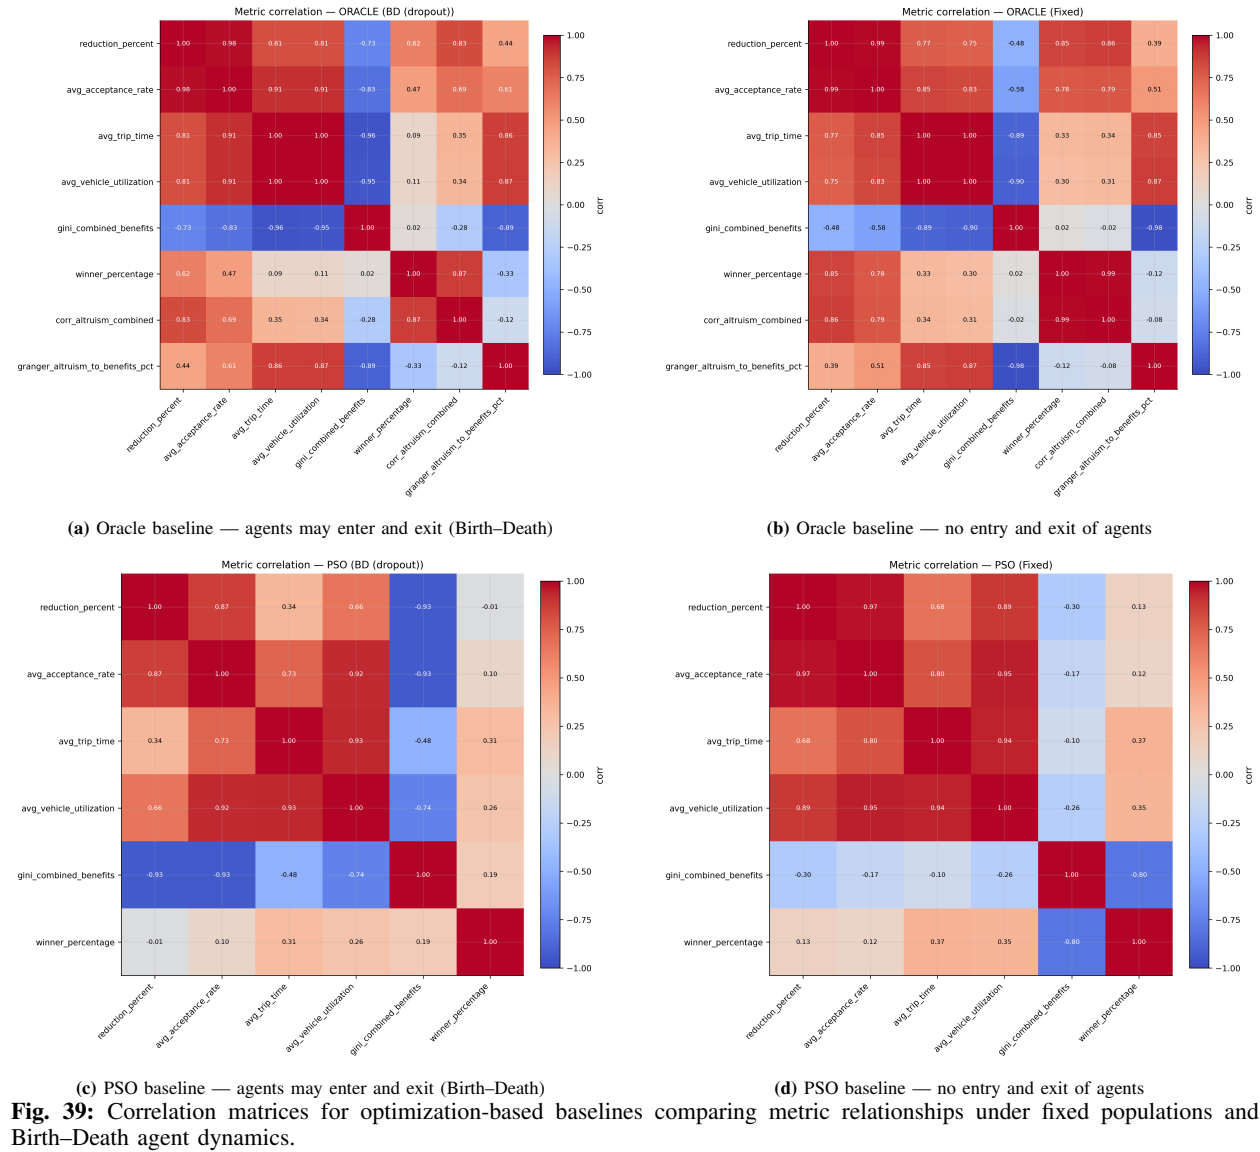 Metric correlation — ORACLE (BD (dropout))
reduction_percent 1.00 0.98 0.81 0.81 -0.73 0.62 0.83 0.44
avg_acceptance_rate 0.98 1.00 0.91 0.91 -0.83 0.47 0.69 0.61
avg_trip_time 0.81 0.91 1.00 1.00 -0.96 0.09 0.35 0.86
avg_vehicle_utilization 0.81 0.91 1.00 1.00 -0.95 0.11 0.34 0.87
gini_combined_benefits -0.73 -0.83 -0.96 -0.95 1.00 0.02 -0.28 -0.89
winner_percentage 0.62 0.47 0.09 0.11 0.02 1.00 0.87 -0.33
corr_altruism_combined 0.83 0.69 0.35 0.34 -0.28 0.87 1.00 -0.12
granger_altruism_to_benefits_pct 0.44 0.61 0.86 0.87 -0.89 -0.33 -0.12 1.00
reduction_percent
avg_acceptance_rate
avg_trip_time
avg_vehicle_utilization
gini_combined_benefits
winner_percentage
corr_altruism_combined
granger_altruism_to_benefits_pct
1.00
0.75
0.50
0.25
0.00
−0.25
−0.50
−0.75
−1.00
corr
(a) Oracle baseline — agents may enter and exit (Birth–Death)
Metric correlation — ORACLE (Fixed)
reduction_percent 1.00 0.99 0.77 0.75 -0.48 0.85 0.86 0.39
avg_acceptance_rate 0.99 1.00 0.85 0.83 -0.58 0.78 0.79 0.51
avg_trip_time 0.77 0.85 1.00 1.00 -0.89 0.33 0.34 0.85
avg_vehicle_utilization 0.75 0.83 1.00 1.00 -0.90 0.30 0.31 0.87
gini_combined_benefits -0.48 -0.58 -0.89 -0.90 1.00 0.02 -0.02 -0.98
winner_percentage 0.85 0.78 0.33 0.30 0.02 1.00 0.99 -0.12
corr_altruism_combined 0.86 0.79 0.34 0.31 -0.02 0.99 1.00 -0.08
granger_altruism_to_benefits_pct 0.39 0.51 0.85 0.87 -0.98 -0.12 -0.08 1.00
reduction_percent
avg_acceptance_rate
avg_trip_time
avg_vehicle_utilization
gini_combined_benefits
winner_percentage
corr_altruism_combined
granger_altruism_to_benefits_pct
1.00
0.75
0.50
0.25
0.00
−0.25
−0.50
−0.75
−1.00
corr
(b) Oracle baseline — no entry and exit of agents
Metric correlation — PSO (BD (dropout))
reduction_percent 1.00 0.87 0.34 0.66 -0.93 -0.01
avg_acceptance_rate 0.87 1.00 0.73 0.92 -0.93 0.10
avg_trip_time 0.34 0.73 1.00 0.93 -0.48 0.31
avg_vehicle_utilization 0.66 0.92 0.93 1.00 -0.74 0.26
gini_combined_benefits -0.93 -0.93 -0.48 -0.74 1.00 0.19
winner_percentage -0.01 0.10 0.31 0.26 0.19 1.00
reduction_percent
avg_acceptance_rate
avg_trip_time
avg_vehicle_utilization
gini_combined_benefits
winner_percentage
1.00
0.75
0.50
0.25
0.00
−0.25
−0.50
−0.75
−1.00
corr
(c) PSO baseline — agents may enter and exit (Birth–Death)
Metric correlation — PSO (Fixed)
reduction_percent 1.00 0.97 0.68 0.89 -0.30 0.13
avg_acceptance_rate 0.97 1.00 0.80 0.95 -0.17 0.12
avg_trip_time 0.68 0.80 1.00 0.94 -0.10 0.37
avg_vehicle_utilization 0.89 0.95 0.94 1.00 -0.26 0.35
gini_combined_benefits -0.30 -0.17 -0.10 -0.26 1.00 -0.80
winner_percentage 0.13 0.12 0.37 0.35 -0.80 1.00
reduction_percent
avg_acceptance_rate
avg_trip_time
avg_vehicle_utilization
gini_combined_benefits
winner_percentage
1.00
0.75
0.50
0.25
0.00
−0.25
−0.50
−0.75
−1.00
corr
(d) PSO baseline — no entry and exit of agents
Fig. 39: Correlation matrices for optimization-based baselines comparing metric relationships under fixed populations and
Birth–Death agent dynamics.